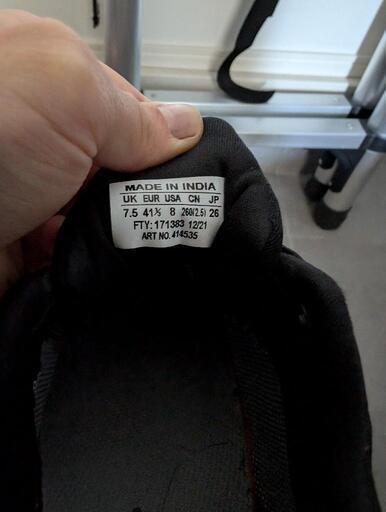 MADE IN INDIA
UK EUR USA CN JP
7.5 41½ 8 260(2.5) 26
FTY: 171383 12/21
ART NO. 414535